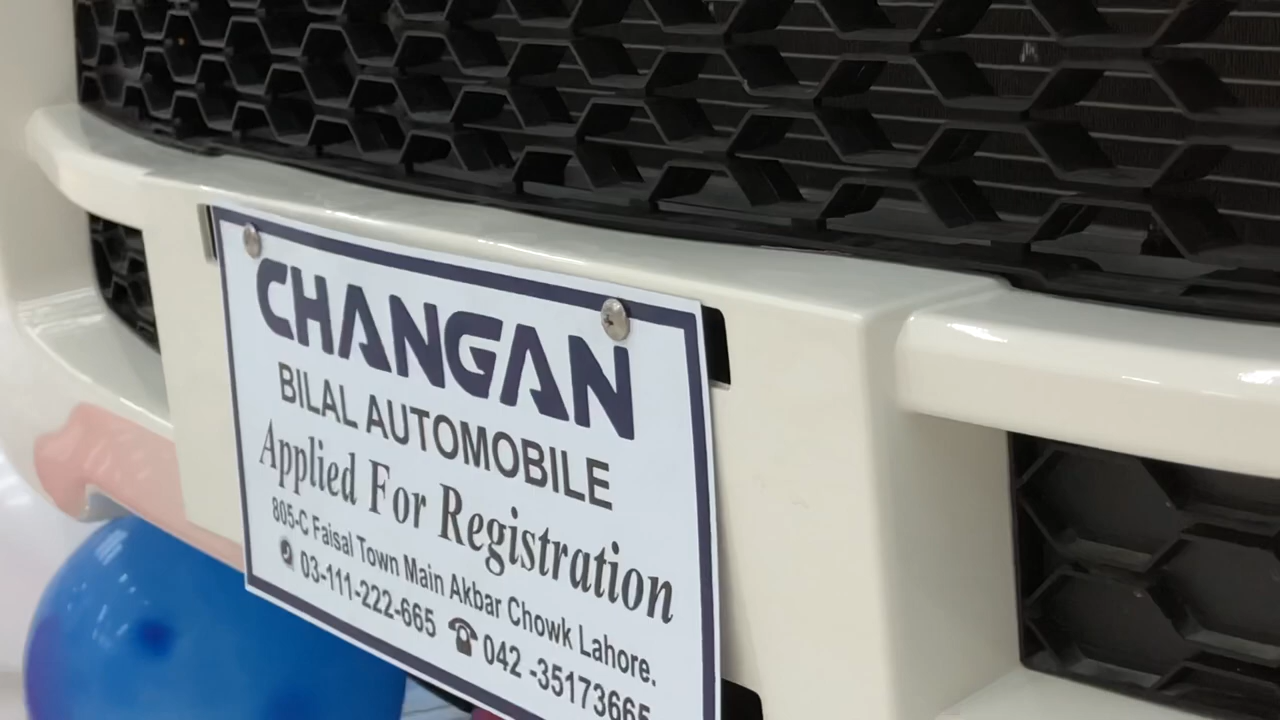 CHANGAN
BILAL AUTOMOBILE
Applied For Registration
805-C Faisal Town Main Akbar Chowk Lahore.
03-111-222-665 042 -35173665